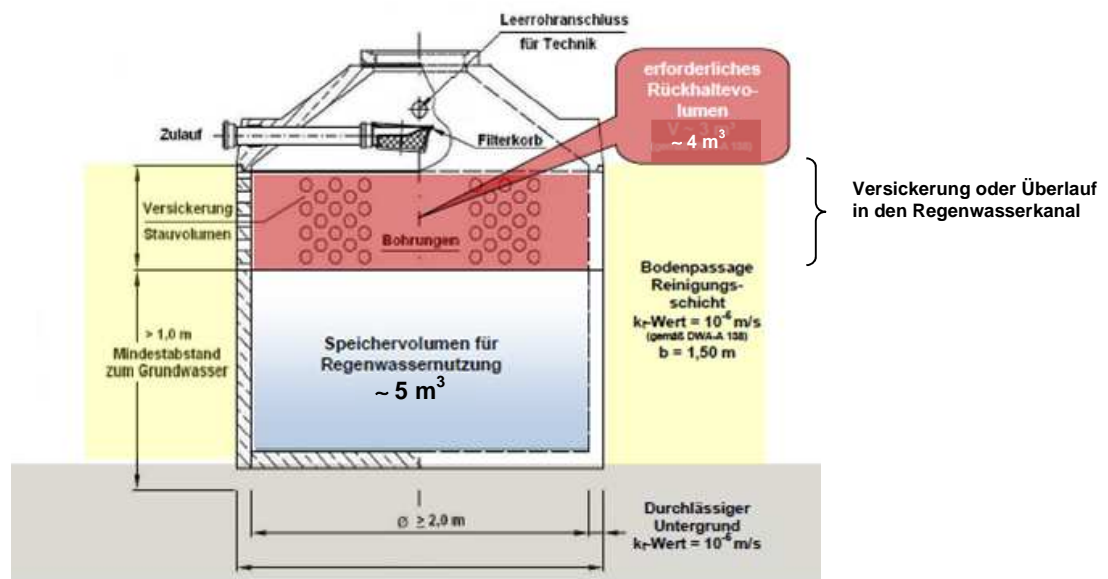 Leerrohranschluss
für Technik
erforderliches
Rückhaltevo-
lumen
~ 4 m³
Zulauf
Filterkorb
Versickerung oder Überlauf
in den Regenwasserkanal
Versickerung
Stauvolumen
Bohrungen
Bodenpassage
Reinigungs-
schicht
kf-Wert = 10⁻⁶ m/s
(gemäß DWA-A 138)
b = 1,50 m
> 1,0 m
Mindestabstand
zum Grundwasser
Speichervolumen für
Regenwassernutzung
~ 5 m³
Ø ≥ 2,0 m
Durchlässiger
Untergrund
kf-Wert = 10⁻⁶ m/s